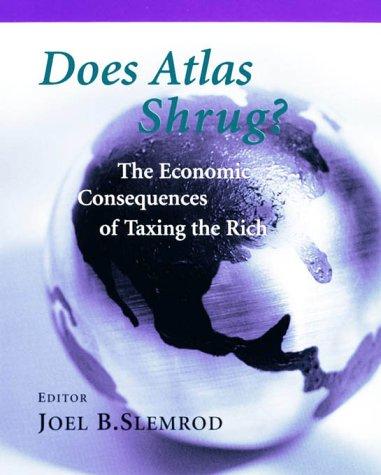 Does Atlas
Shrug?
The Economic
Consequences
of Taxing the Rich
EDITOR
JOEL B.SLEMROD